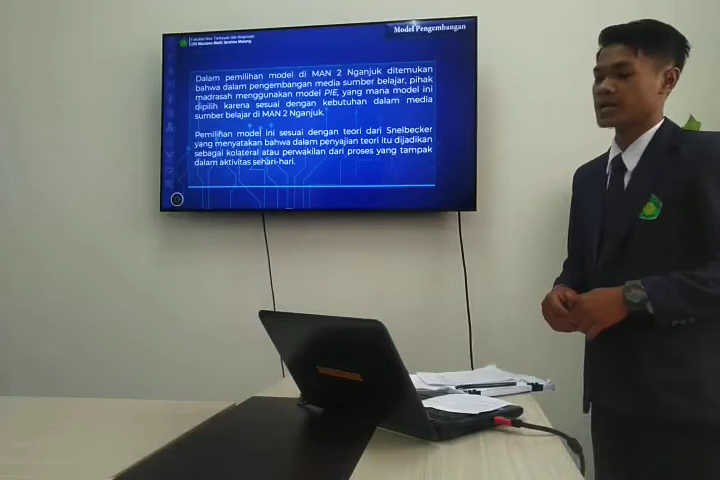 Fakultas Ilmu Tarbiyah dan Keguruan
UIN Maulana Malik Ibrahim Malang
Model Pengembangan
Dalam pemilihan model di MAN 2 Nganjuk ditemukan
bahwa dalam pengembangan media sumber belajar, pihak
madrasah menggunakan model PIE, yang mana model ini
dipilih karena sesuai dengan kebutuhan dalam media
sumber belajar di MAN 2 Nganjuk.
Pemilihan model ini sesuai dengan teori dari Snelbecker
yang menyatakan bahwa dalam penyajian teori itu dijadikan
sebagai kolateral atau perwakilan dari proses yang tampak
dalam aktivitas sehari-hari.